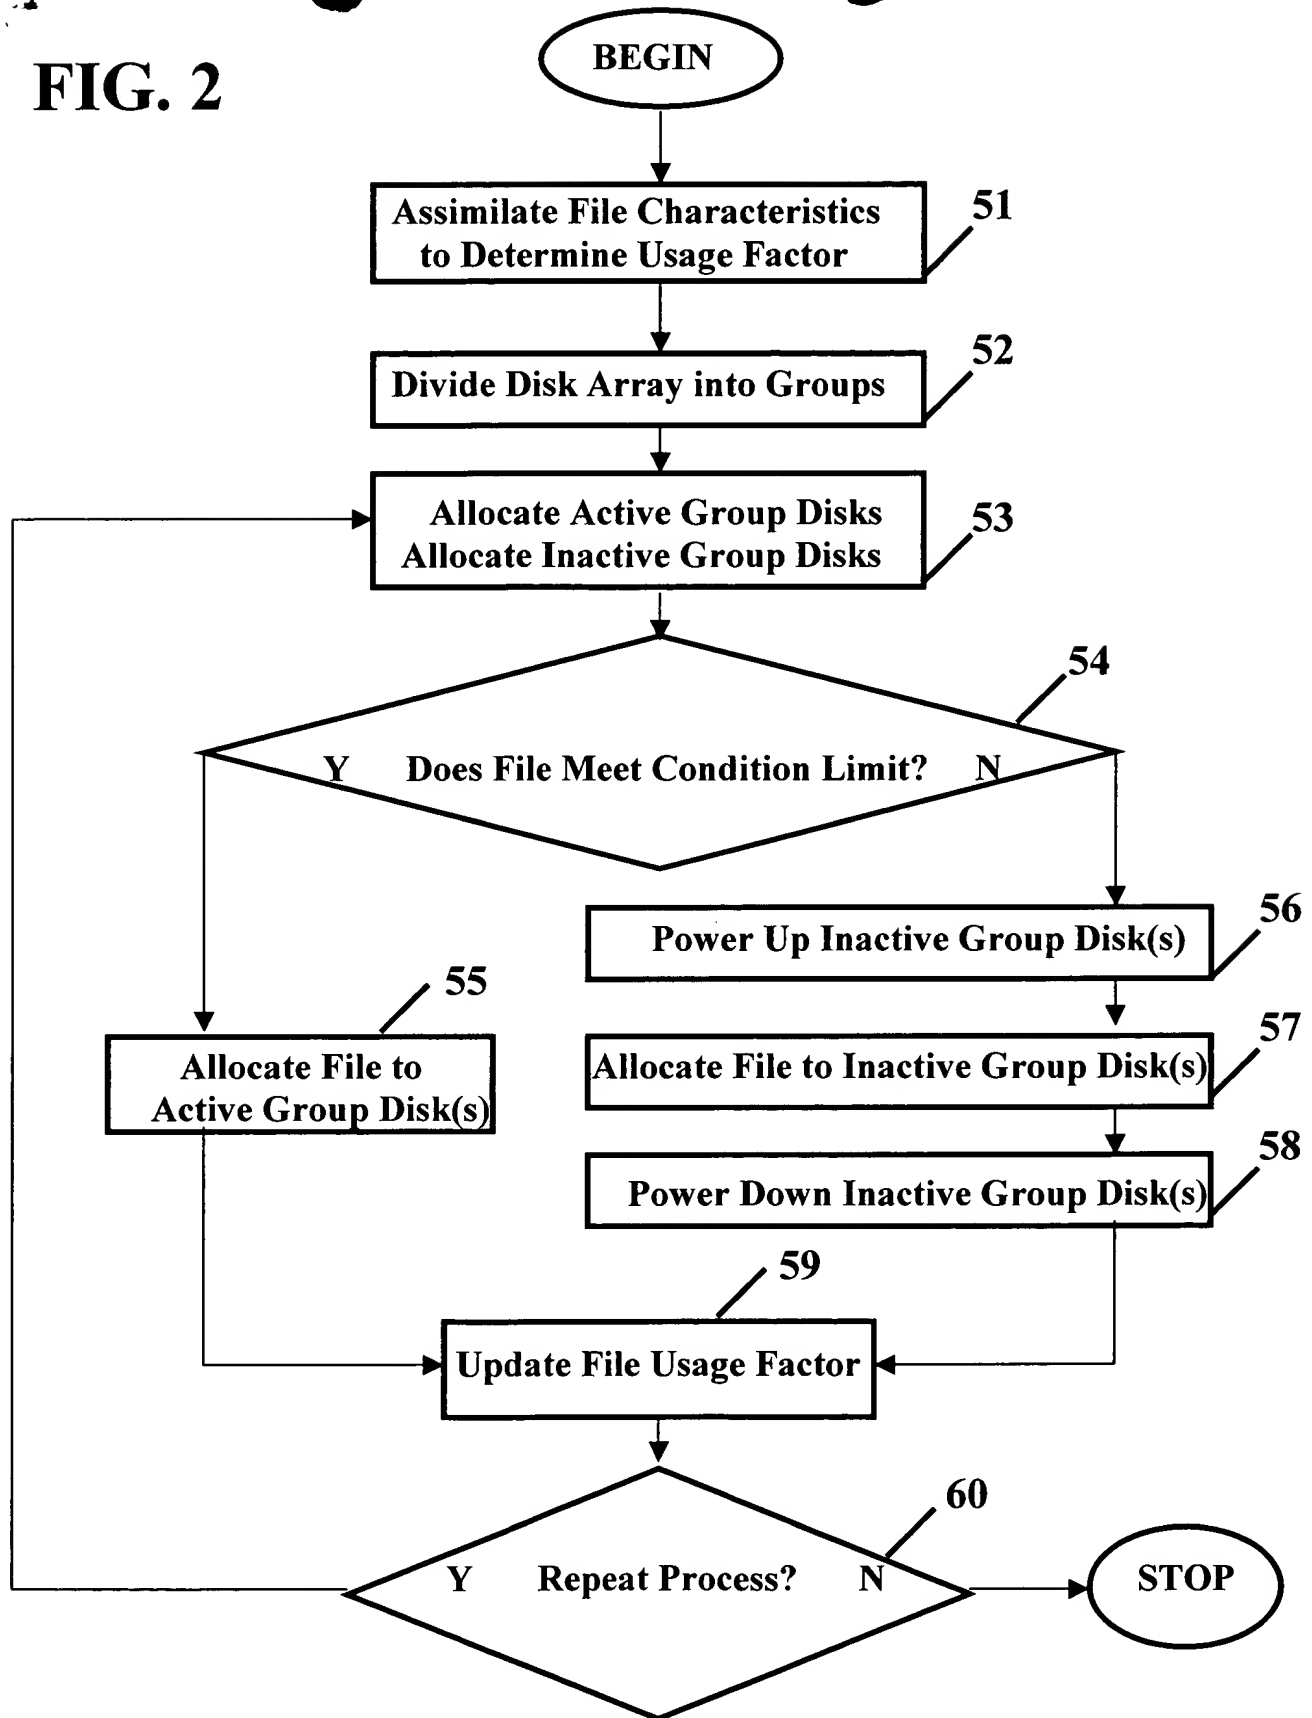 FIG. 2
BEGIN
Assimilate File Characteristics
to Determine Usage Factor
51
Divide Disk Array into Groups
52
Allocate Active Group Disks
Allocate Inactive Group Disks
53
54
Y Does File Meet Condition Limit? N
Power Up Inactive Group Disk(s)
56
55
Allocate File to
Active Group Disk(s)
Allocate File to Inactive Group Disk(s)
57
Power Down Inactive Group Disk(s)
58
59
Update File Usage Factor
60
Y Repeat Process? N
STOP